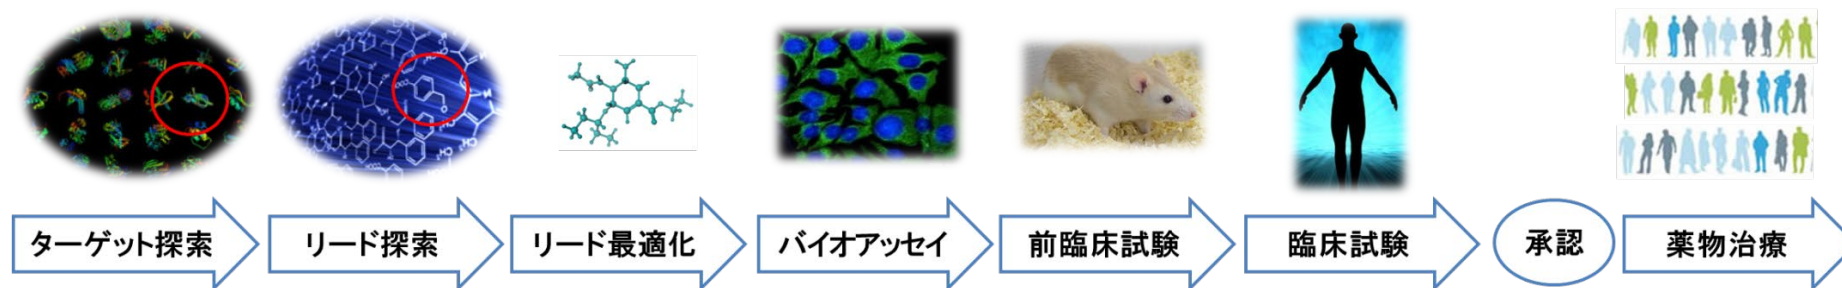 ターゲット探索
リード探索
リード最適化
バイオアッセイ
前臨床試験
臨床試験
承認
薬物治療